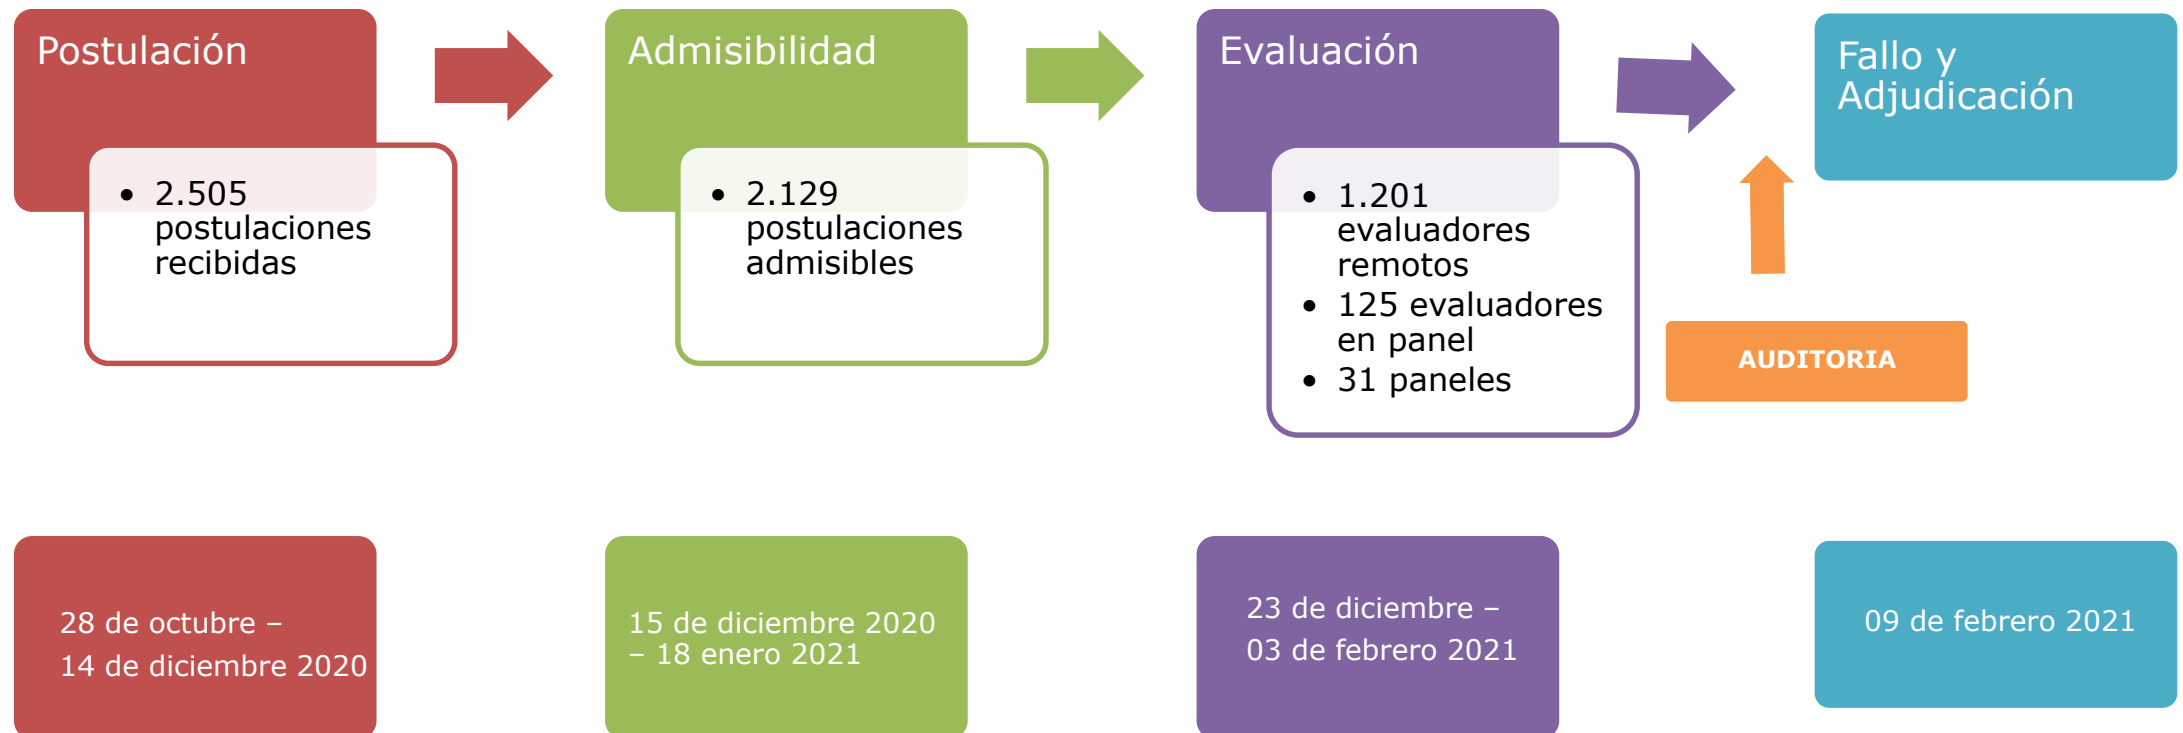 Postulación
• 2.505
postulaciones
recibidas
Admisibilidad
• 2.129
postulaciones
admisibles
Evaluación
• 1.201
evaluadores
remotos
• 125 evaluadores
en panel
• 31 paneles
Fallo y
Adjudicación
AUDITORIA
28 de octubre –
14 de diciembre 2020
15 de diciembre 2020
– 18 enero 2021
23 de diciembre –
03 de febrero 2021
09 de febrero 2021